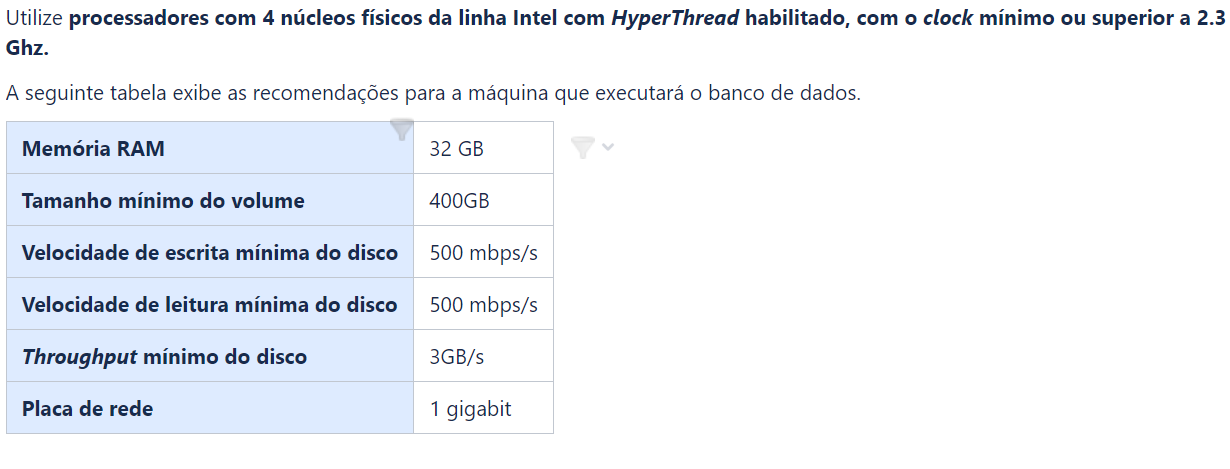 Utilize processadores com 4 núcleos físicos da linha Intel com HyperThread habilitado, com o clock mínimo ou superior a 2.3
Ghz.
A seguinte tabela exibe as recomendações para a máquina que executará o banco de dados.
Memória RAM 32 GB
Tamanho mínimo do volume 400GB
Velocidade de escrita mínima do disco 500 mbps/s
Velocidade de leitura mínima do disco 500 mbps/s
Throughput mínimo do disco 3GB/s
Placa de rede 1 gigabit